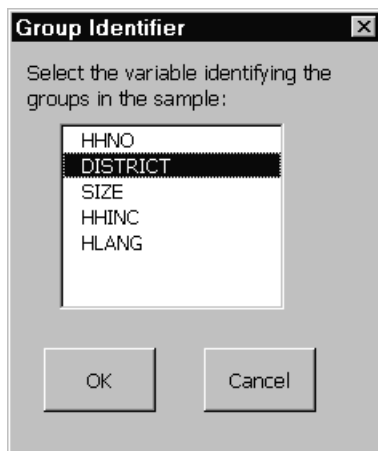 Group Identifier
Select the variable identifying the
groups in the sample:
HHNO
DISTRICT
SIZE
HHINC
HLANG
OK
Cancel